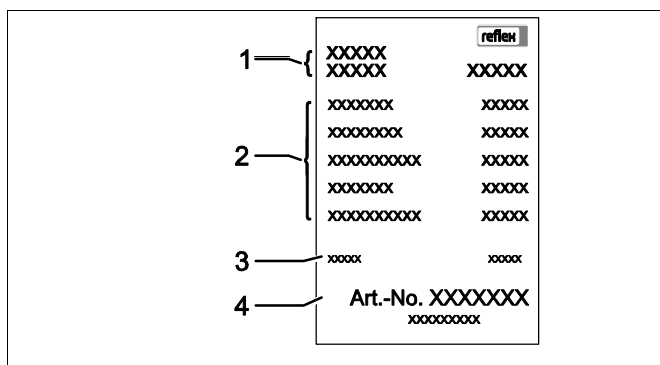 reflex
1
XXXXX
XXXXX XXXXX
2
xxxxxxx xxxxx
xxxxxxxx xxxxx
xxxxxxxxxx xxxxx
xxxxxxx xxxxx
xxxxxxxxxx xxxxx
3 xxxxx xxxxx
4 Art.-No. XXXXXXX
xxxxxxxxx